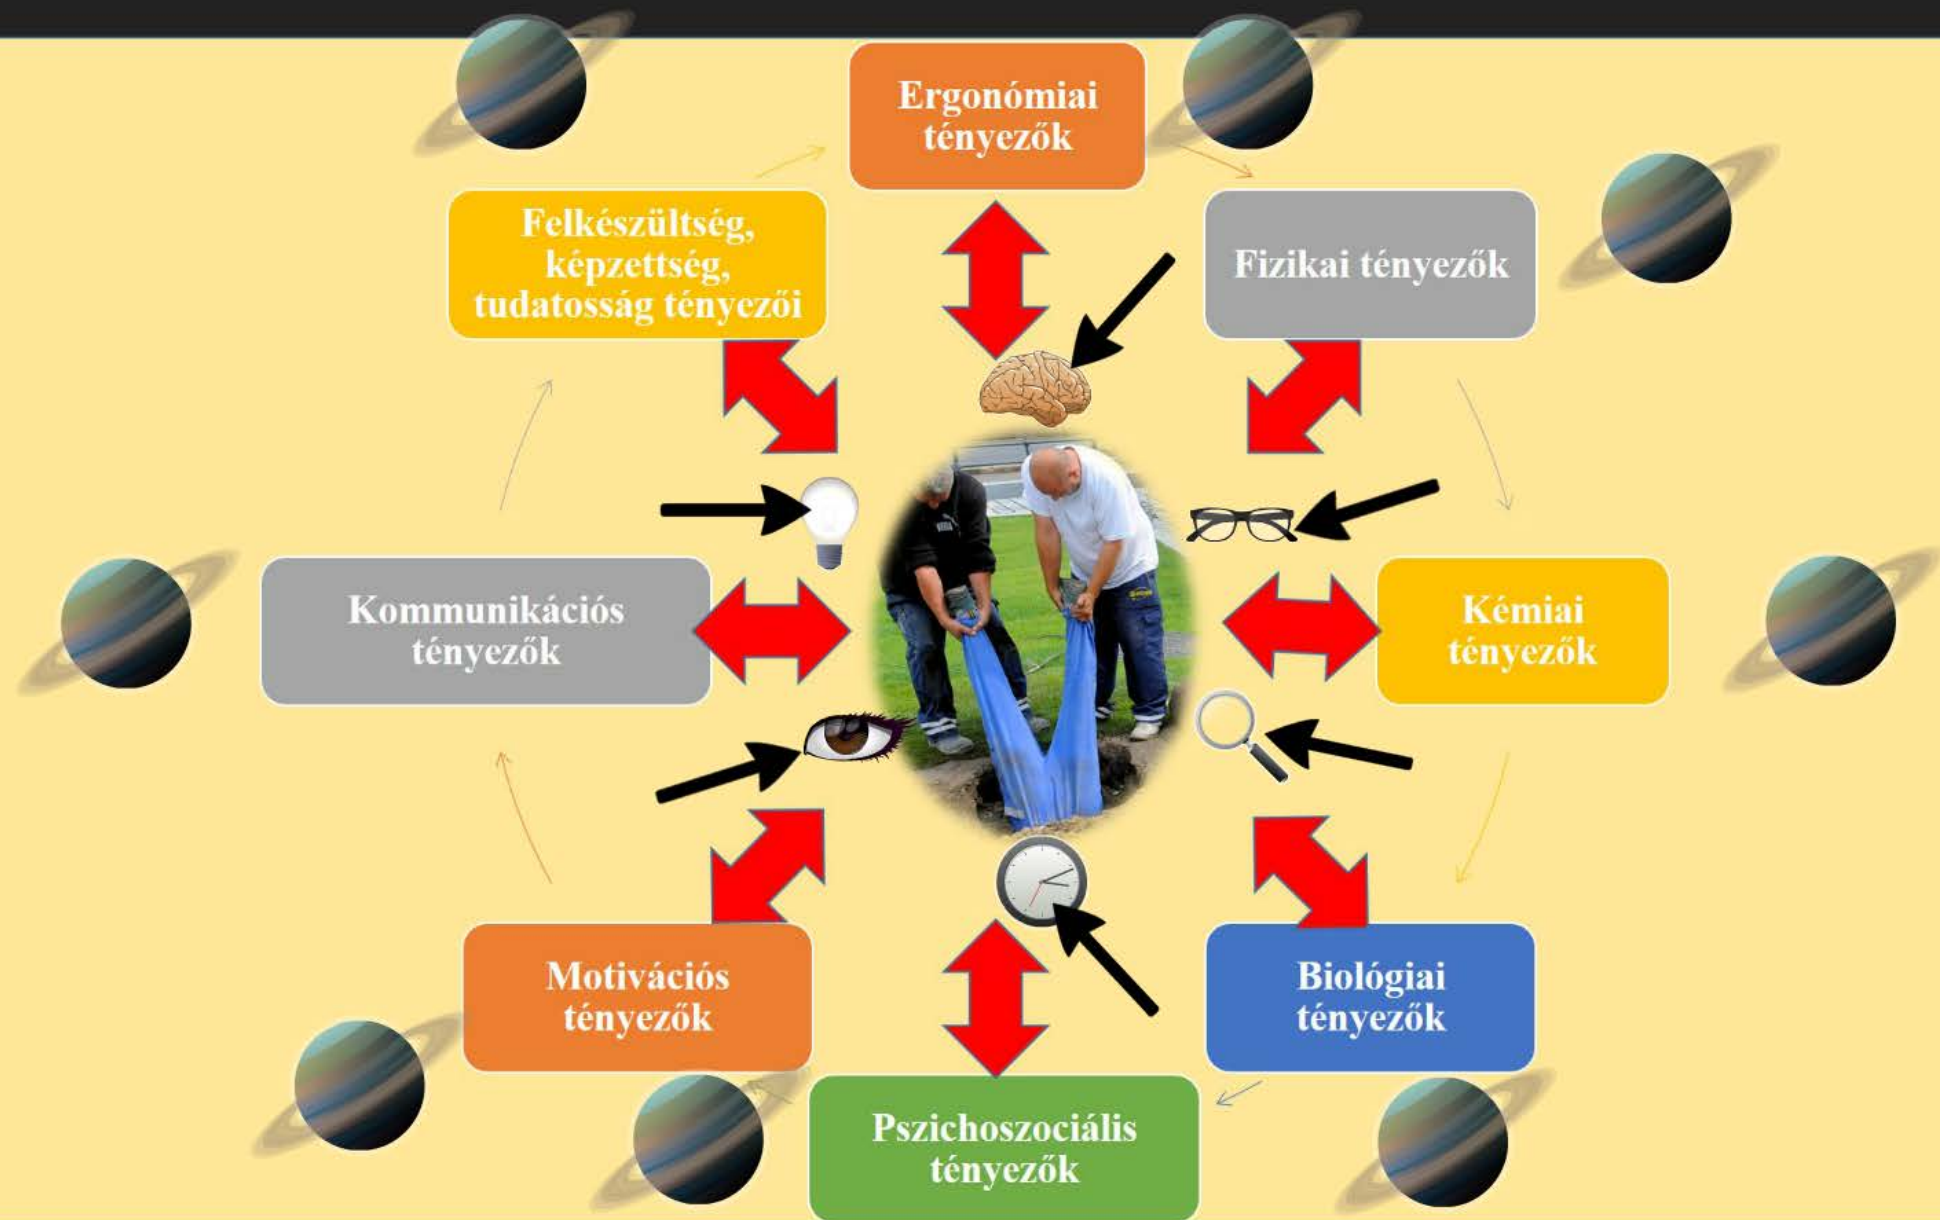 Ergonómiai
tényezők
Fizikai tényezők
Kémiai
tényezők
Biológiai
tényezők
Pszichoszociális
tényezők
Motivációs
tényezők
Kommunikációs
tényezők
Felkészültség,
képzettség,
tudatosság tényezői